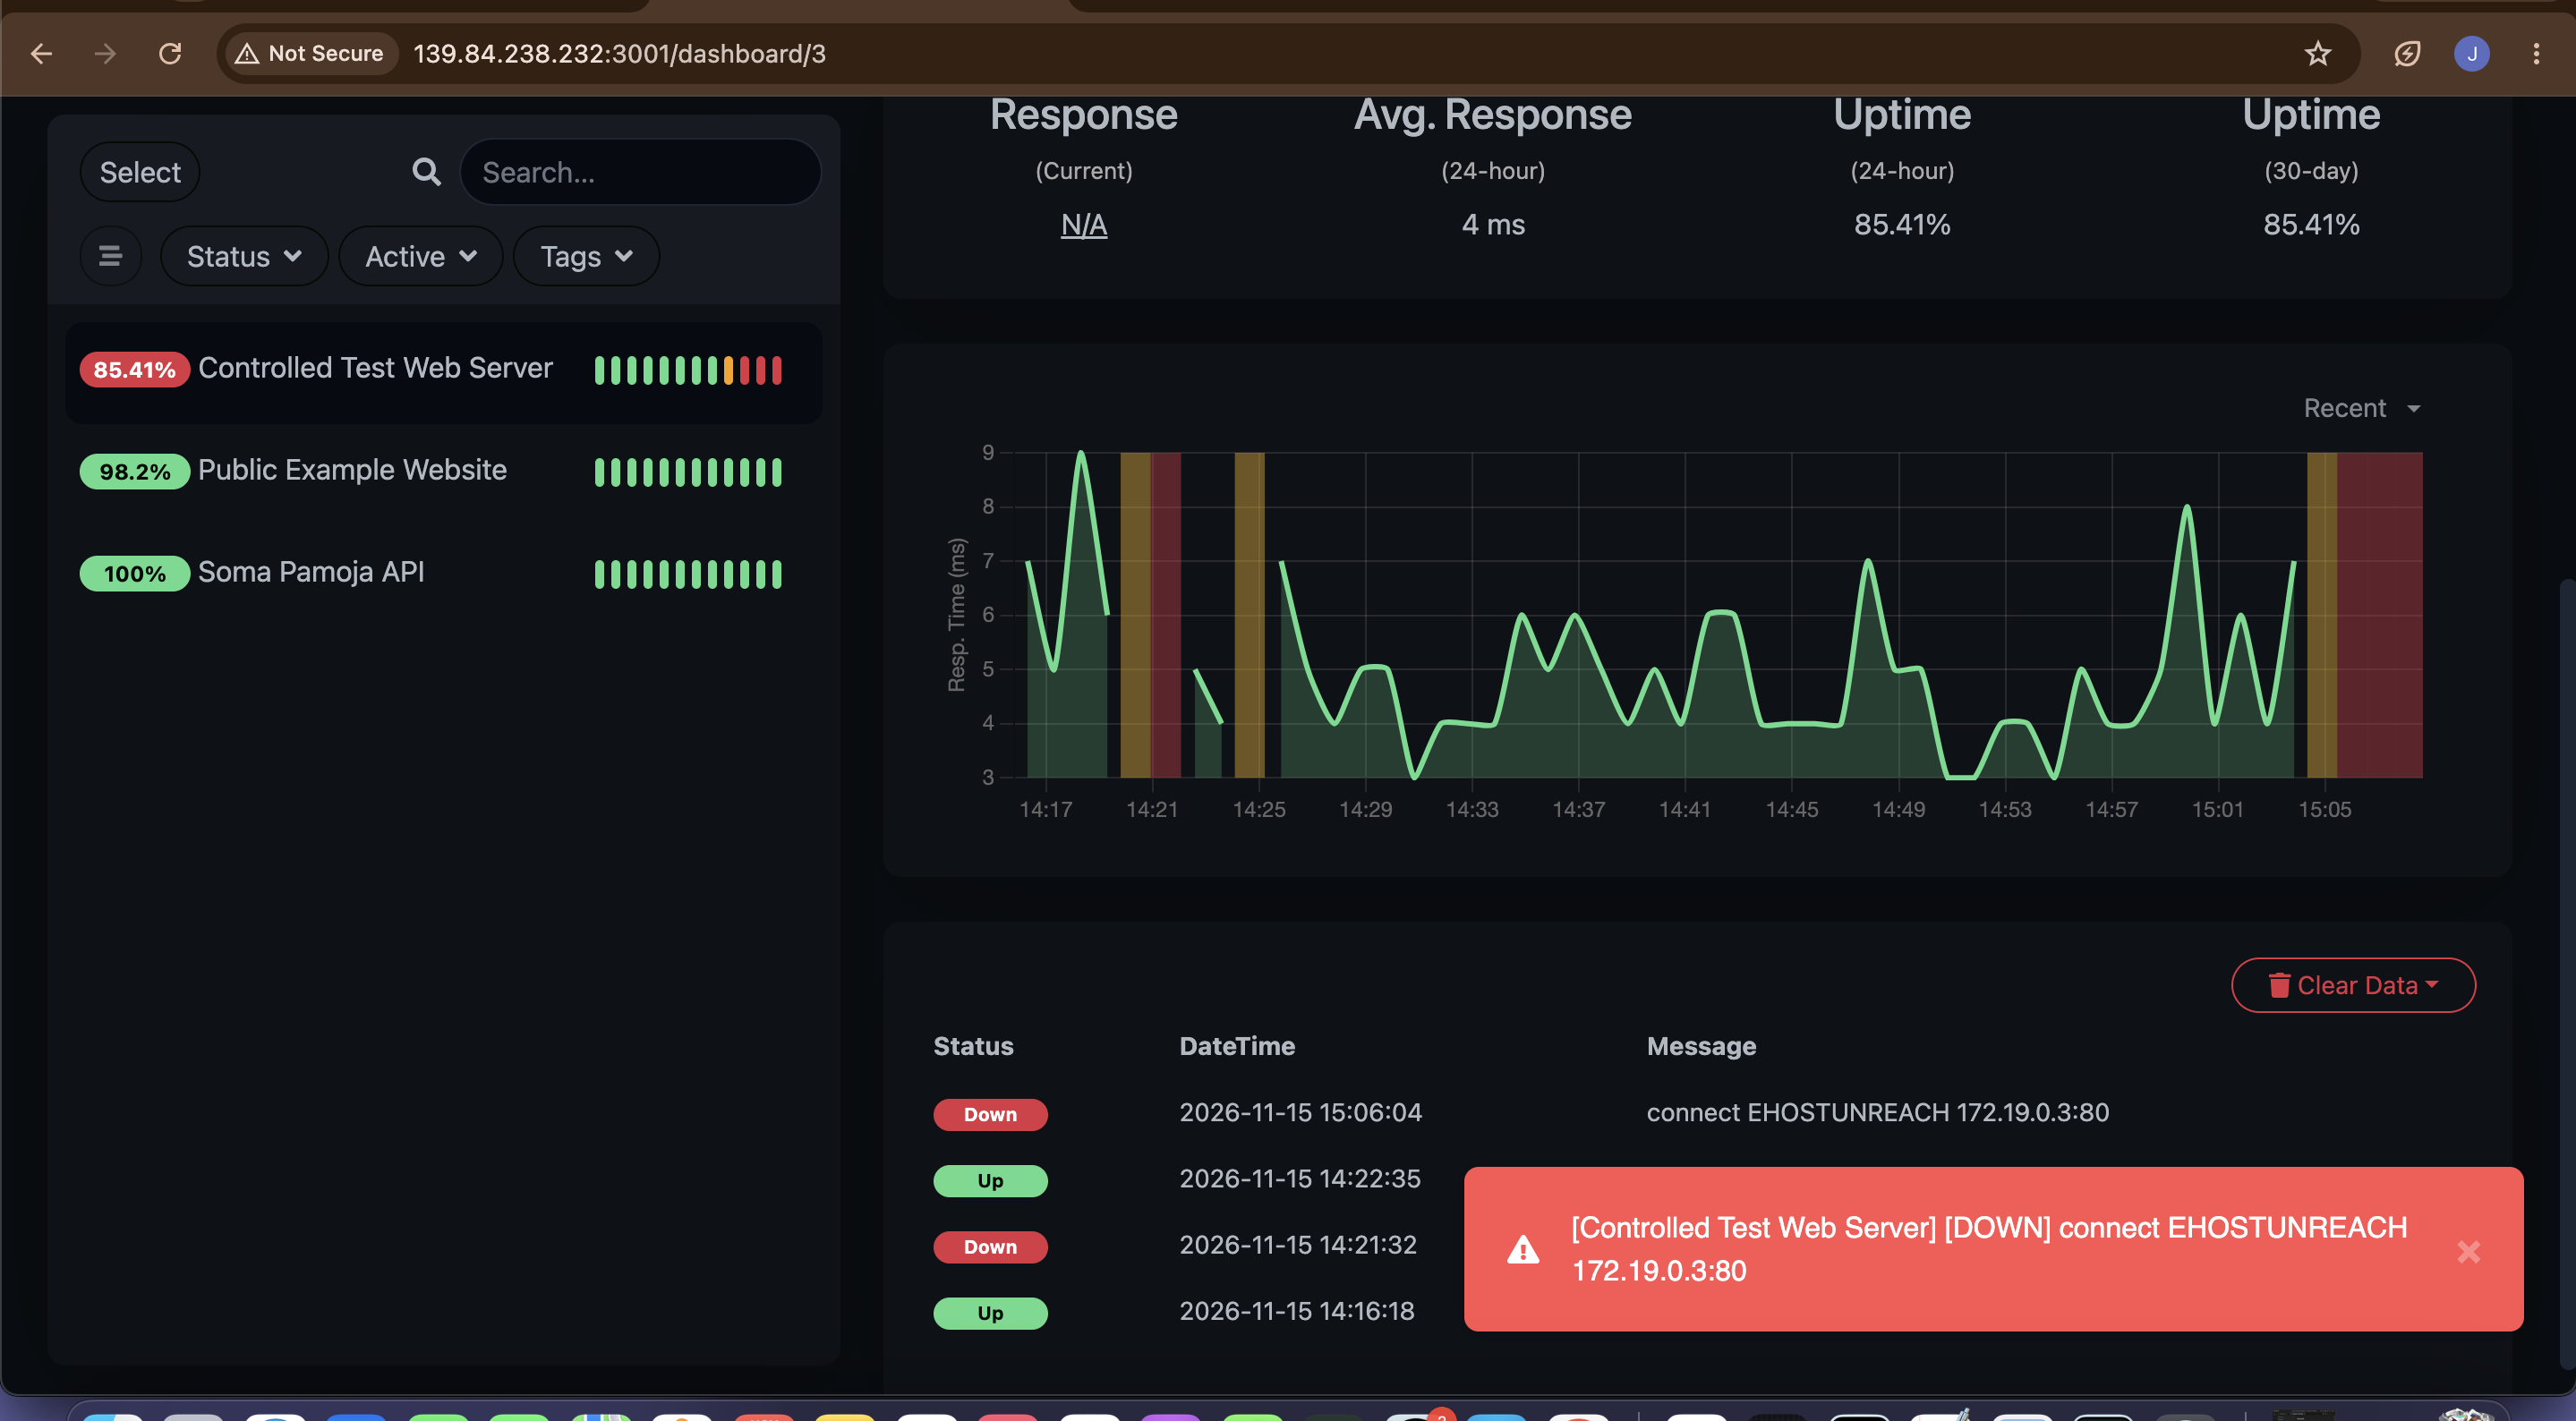 Not Secure 139.84.238.232:3001/dashboard/3
J
Select Search...
Status Active Tags
85.41% Controlled Test Web Server
98.2% Public Example Website
100% Soma Pamoja API
Response Avg. Response Uptime Uptime
(Current) (24-hour) (24-hour) (30-day)
N/A 4 ms 85.41% 85.41%
Recent
Resp. Time (ms)
9
8
7
6
5
4
3
14:17 14:21 14:25 14:29 14:33 14:37 14:41 14:45 14:49 14:53 14:57 15:01 15:05
Clear Data
Status DateTime Message
Down 2026-11-15 15:06:04 connect EHOSTUNREACH 172.19.0.3:80
Up 2026-11-15 14:22:35
Down 2026-11-15 14:21:32
Up 2026-11-15 14:16:18
[Controlled Test Web Server] [DOWN] connect EHOSTUNREACH
172.19.0.3:80